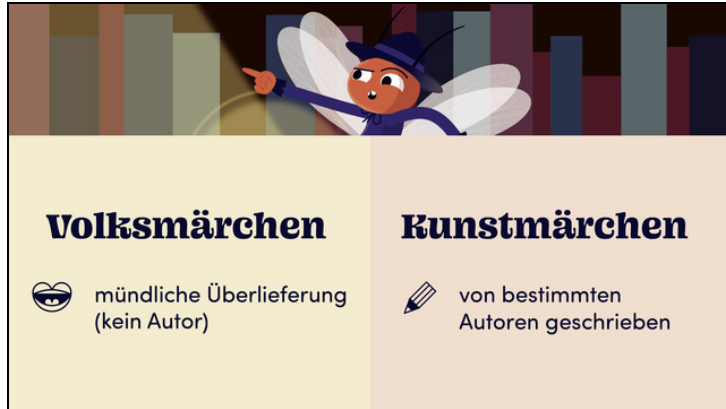 Volksmärchen
mündliche Überlieferung
(kein Autor)
Kunstmärchen
von bestimmten
Autoren geschrieben